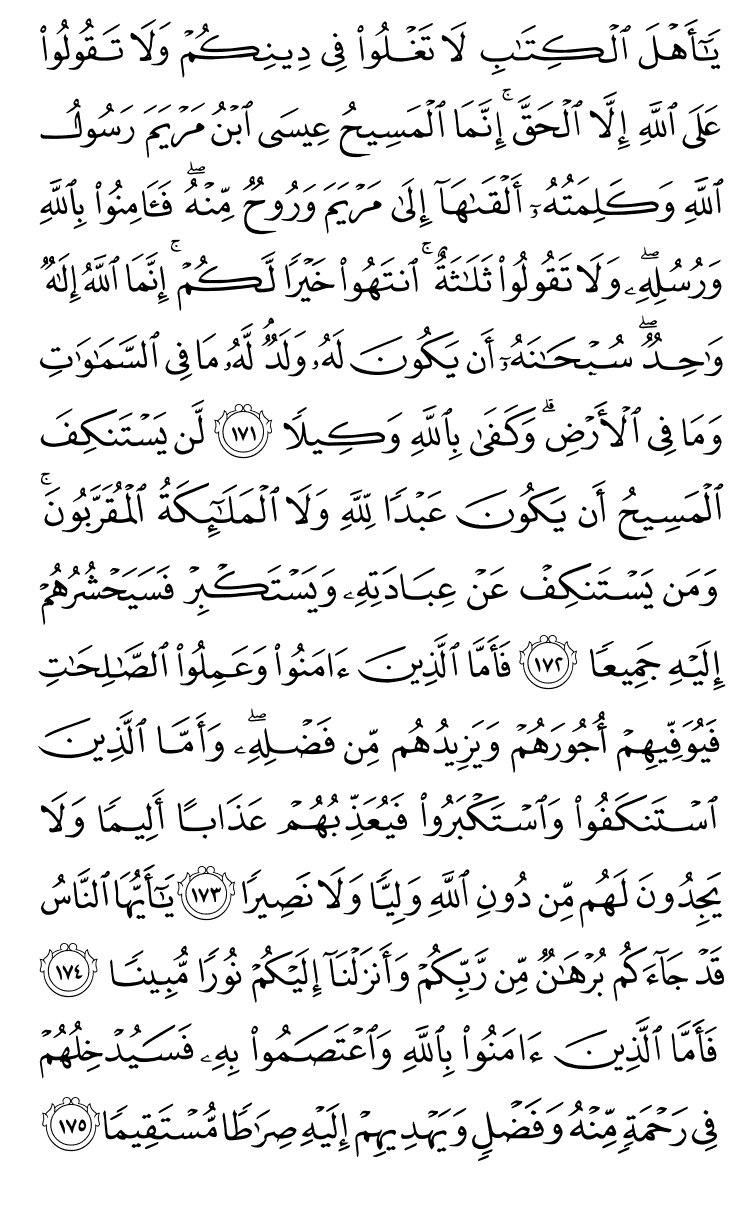 يَٰٓأَهۡلَ ٱلۡكِتَٰبِ لَا تَغۡلُواْ فِي دِينِكُمۡ وَلَا تَقُولُواْ
عَلَى ٱللَّهِ إِلَّا ٱلۡحَقَّۚ إِنَّمَا ٱلۡمَسِيحُ عِيسَى ٱبۡنُ مَرۡيَمَ رَسُولُ
ٱللَّهِ وَكَلِمَتُهُۥٓ أَلۡقَىٰهَآ إِلَىٰ مَرۡيَمَ وَرُوحٞ مِّنۡهُۖ فَـَٔامِنُواْ بِٱللَّهِ
وَرُسُلِهِۦۖ وَلَا تَقُولُواْ ثَلَٰثَةٌۚ ٱنتَهُواْ خَيۡرٗا لَّكُمۡۚ إِنَّمَا ٱللَّهُ إِلَٰهٞ
وَٰحِدٞۖ سُبۡحَٰنَهُۥٓ أَن يَكُونَ لَهُۥ وَلَدٞۘ لَّهُۥ مَا فِي ٱلسَّمَٰوَٰتِ
وَمَا فِي ٱلۡأَرۡضِۗ وَكَفَىٰ بِٱللَّهِ وَكِيلٗا ١٧١ لَّن يَسۡتَنكِفَ
ٱلۡمَسِيحُ أَن يَكُونَ عَبۡدٗا لِّلَّهِ وَلَا ٱلۡمَلَٰٓئِكَةُ ٱلۡمُقَرَّبُونَۚ
وَمَن يَسۡتَنكِفۡ عَنۡ عِبَادَتِهِۦ وَيَسۡتَكۡبِرۡ فَسَيَحۡشُرُهُمۡ
إِلَيۡهِ جَمِيعٗا ١٧٢ فَأَمَّا ٱلَّذِينَ ءَامَنُواْ وَعَمِلُواْ ٱلصَّٰلِحَٰتِ
فَيُوَفِّيهِمۡ أُجُورَهُمۡ وَيَزِيدُهُم مِّن فَضۡلِهِۦۖ وَأَمَّا ٱلَّذِينَ
ٱسۡتَنكَفُواْ وَٱسۡتَكۡبَرُواْ فَيُعَذِّبُهُمۡ عَذَابًا أَلِيمٗا وَلَا
يَجِدُونَ لَهُم مِّن دُونِ ٱللَّهِ وَلِيّٗا وَلَا نَصِيرٗا ١٧٣ يَٰٓأَيُّهَا ٱلنَّاسُ
قَدۡ جَآءَكُم بُرۡهَٰنٞ مِّن رَّبِّكُمۡ وَأَنزَلۡنَآ إِلَيۡكُمۡ نُورٗا مُّبِينٗا ١٧٤
فَأَمَّا ٱلَّذِينَ ءَامَنُواْ بِٱللَّهِ وَٱعۡتَصَمُواْ بِهِۦ فَسَيُدۡخِلُهُمۡ
فِي رَحۡمَةٖ مِّنۡهُ وَفَضۡلٖ وَيَهۡدِيهِمۡ إِلَيۡهِ صِرَٰطٗا مُّسۡتَقِيمٗا ١٧٥